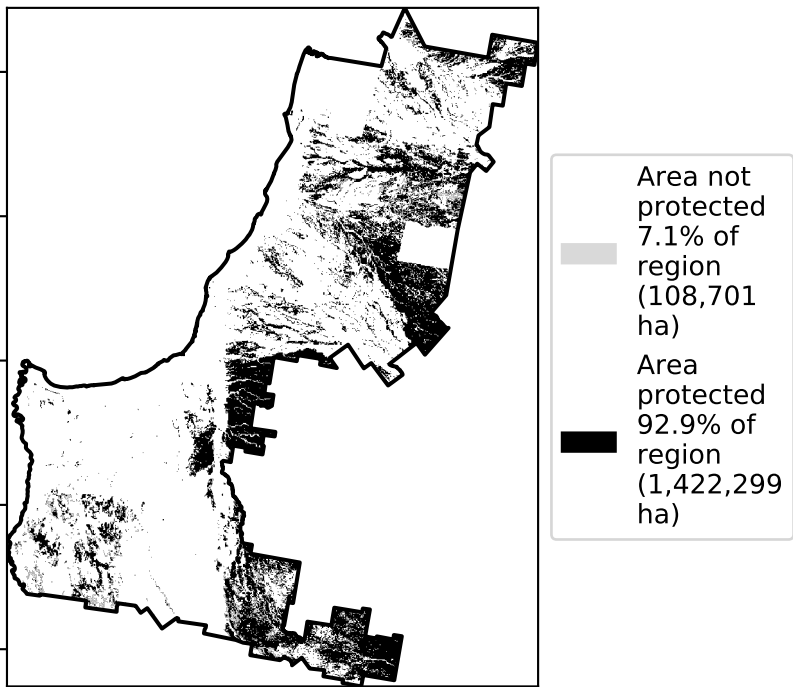 Area not
protected
7.1% of
region
(108,701
ha)
Area
protected
92.9% of
region
(1,422,299
ha)